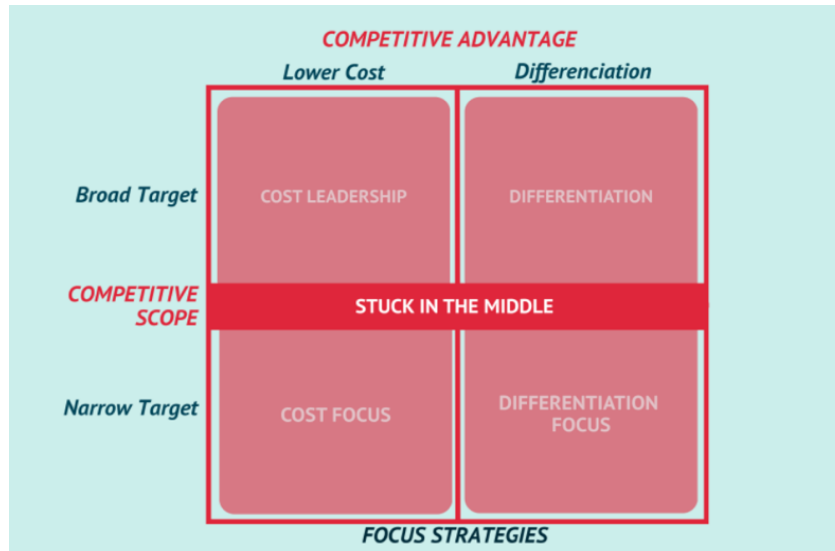 COMPETITIVE ADVANTAGE
Lower Cost
Differenciation
Broad Target
COST LEADERSHIP
DIFFERENTIATION
COMPETITIVE
SCOPE
STUCK IN THE MIDDLE
Narrow Target
COST FOCUS
DIFFERENTIATION
FOCUS
FOCUS STRATEGIES